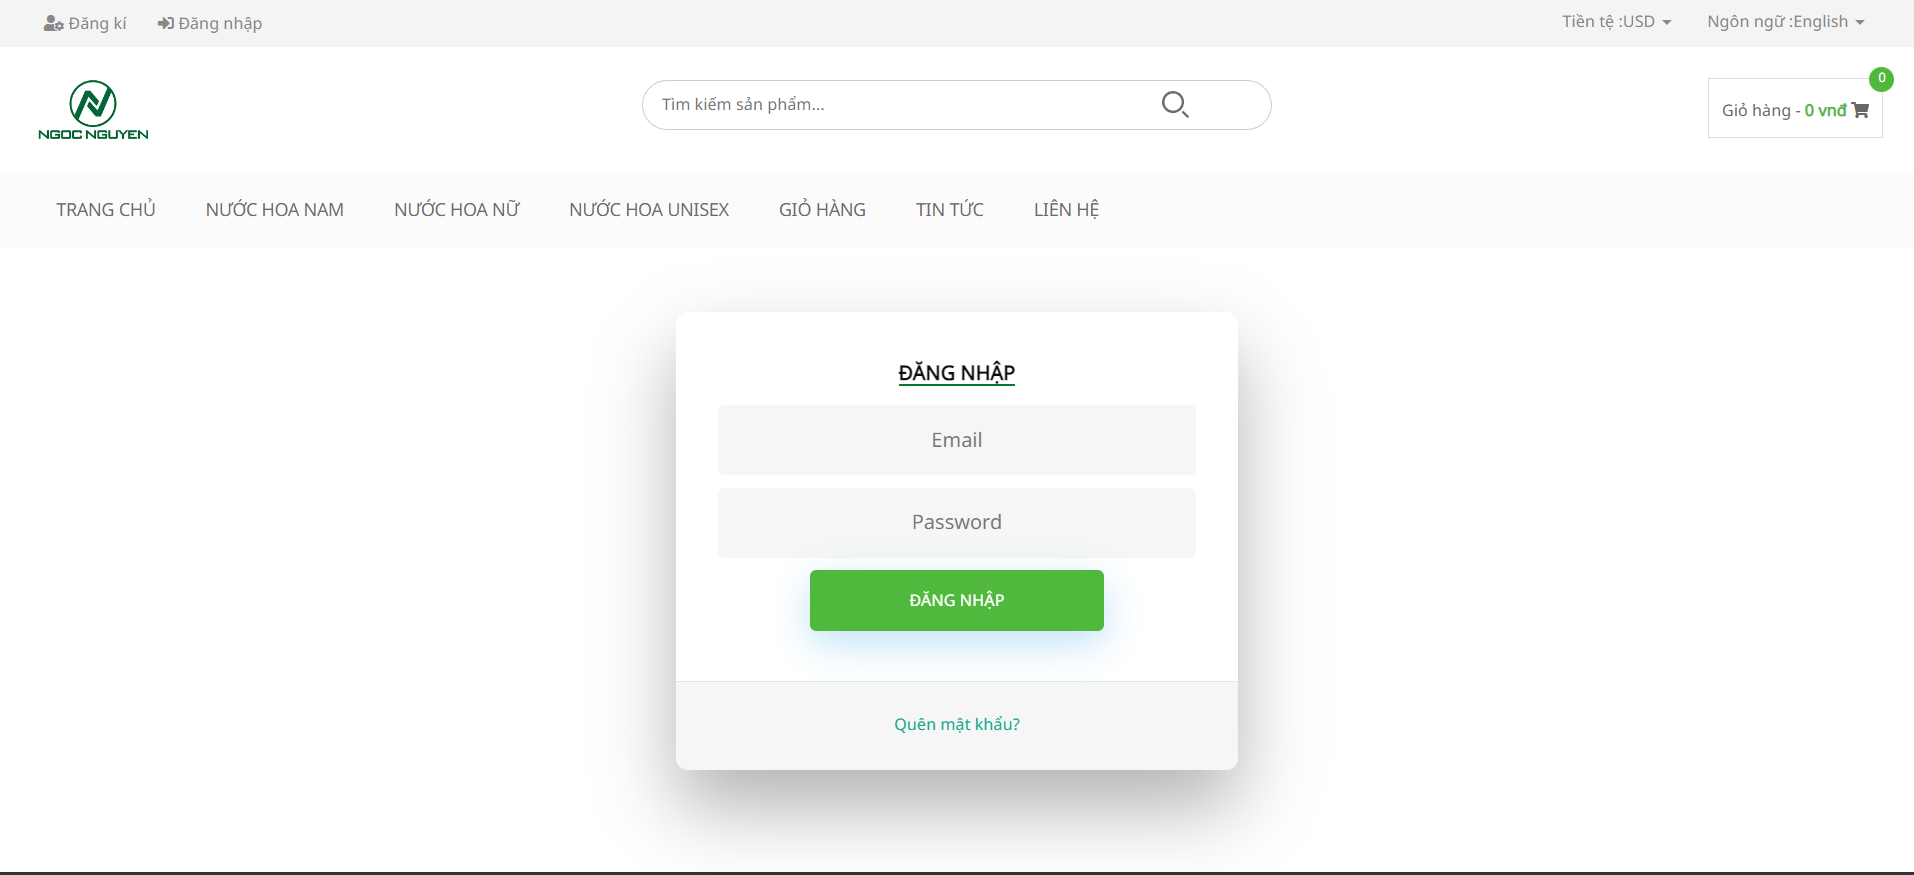 Đăng kí
Đăng nhập
Tiền tệ :USD
Ngôn ngữ :English
NGOC NGUYEN
Tìm kiếm sản phẩm...
0
Giỏ hàng - 0 vnđ
TRANG CHỦ
NƯỚC HOA NAM
NƯỚC HOA NỮ
NƯỚC HOA UNISEX
GIỎ HÀNG
TIN TỨC
LIÊN HỆ
ĐĂNG NHẬP
Email
Password
ĐĂNG NHẬP
Quên mật khẩu?